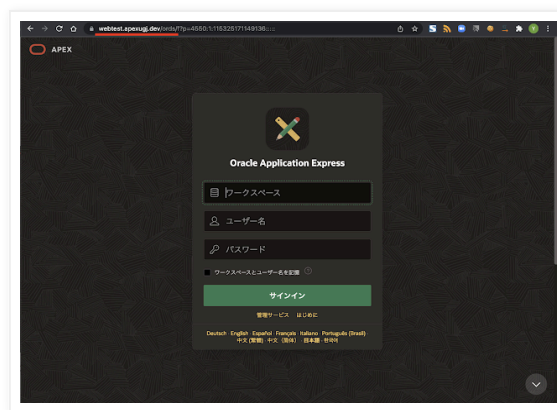 webtest.apexugj.dev/ords/f?p=4550:1:115325171149136:::::
APEX
Oracle Application Express
ワークスペース
ユーザー名
パスワード
ワークスペースとユーザー名を記憶
サインイン
管理サービス はじめに
Deutsch English Español Français Italiano Português (Brasil)
中文 (繁體) 中文 (简体) 日本語 한국어